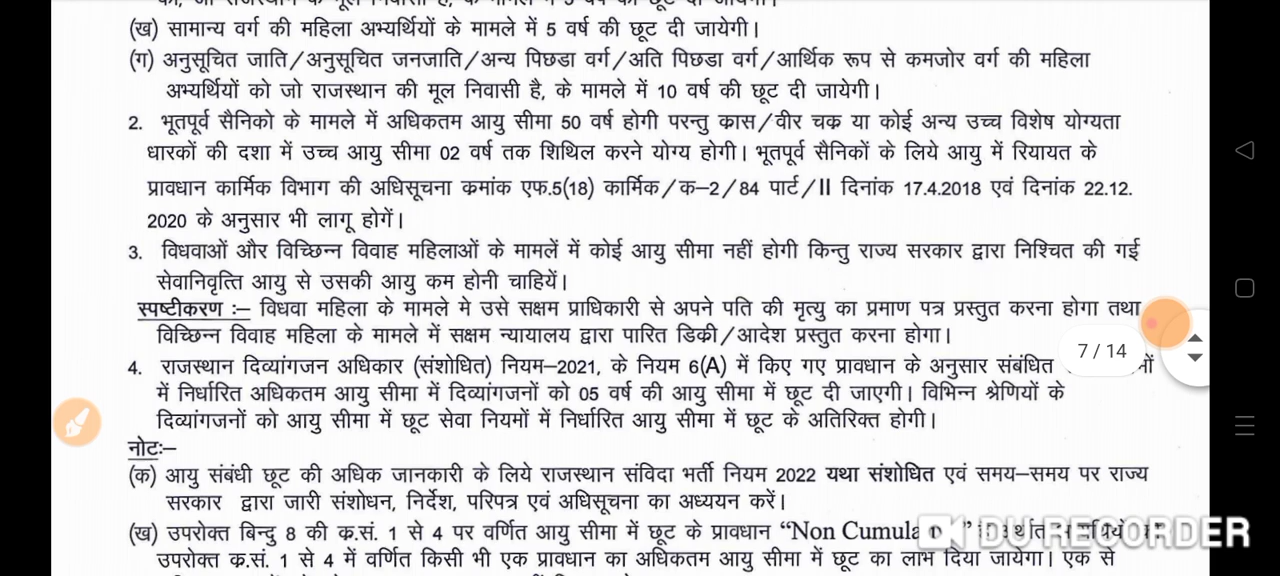 (ख) सामान्य वर्ग की महिला अभ्यर्थियों के मामले में 5 वर्ष की छूट दी जायेगी।
(ग) अनुसूचित जाति/अनुसूचित जनजाति/अन्य पिछडा वर्ग/अति पिछडा वर्ग/आर्थिक रूप से कमजोर वर्ग की महिला
अभ्यर्थियों को जो राजस्थान की मूल निवासी है, के मामले में 10 वर्ष की छूट दी जायेगी।
2. भूतपूर्व सैनिको के मामले में अधिकतम आयु सीमा 50 वर्ष होगी परन्तु कास/वीर चक्र या कोई अन्य उच्च विशेष योग्यता
धारकों की दशा में उच्च आयु सीमा 02 वर्ष तक शिथिल करने योग्य होगी। भूतपूर्व सैनिकों के लिये आयु में रियायत के
प्रावधान कार्मिक विभाग की अधिसूचना क्रमांक एफ.5(18) कार्मिक/क-2/84 पार्ट/II दिनांक 17.4.2018 एवं दिनांक 22.12.
2020 के अनुसार भी लागू होगें।
3. विधवाओं और विच्छिन्न विवाह महिलाओं के मामलें में कोई आयु सीमा नहीं होगी किन्तु राज्य सरकार द्वारा निश्चित की गई
सेवानिवृत्ति आयु से उसकी आयु कम होनी चाहियें।
स्पष्टीकरण :– विधवा महिला के मामले मे उसे सक्षम प्राधिकारी से अपने पति की मृत्यु का प्रमाण पत्र प्रस्तुत करना होगा तथा
विच्छिन्न विवाह महिला के मामले में सक्षम न्यायालय द्वारा पारित डिक्री/आदेश प्रस्तुत करना होगा।
7 / 14
4. राजस्थान दिव्यांगजन अधिकार (संशोधित) नियम–2021, के नियम 6(A) में किए गए प्रावधान के अनुसार संबंधित
में निर्धारित अधिकतम आयु सीमा में दिव्यांगजनों को 05 वर्ष की आयु सीमा में छूट दी जाएगी। विभिन्न श्रेणियों के
दिव्यांगजनों को आयु सीमा में छूट सेवा नियमों में निर्धारित आयु सीमा में छूट के अतिरिक्त होगी।
नोटः–
(क) आयु संबंधी छूट की अधिक जानकारी के लिये राजस्थान संविदा भर्ती नियम 2022 यथा संशोधित एवं समय–समय पर राज्य
सरकार द्वारा जारी संशोधन, निर्देश, परिपत्र एवं अधिसूचना का अध्ययन करें।
(ख) उपरोक्त बिन्दु 8 की क.सं. 1 से 4 पर वर्णित आयु सीमा में छूट के प्रावधान “Non
DU RECORDER
उपरोक्त क.सं. 1 से 4 में वर्णित किसी भी एक प्रावधान का अधिकतम आयु सीमा में छूट का लाभ दिया जायेगा। एक से